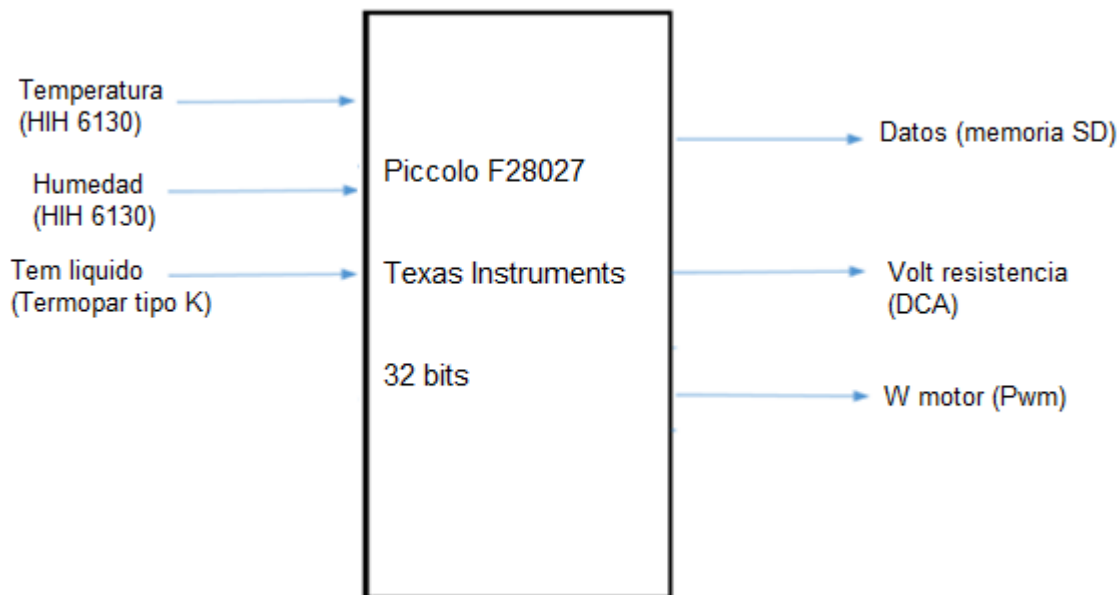 Temperatura
(HIH 6130)
Humedad
(HIH 6130)
Tem liquido
(Termopar tipo K)
Piccolo F28027
Texas Instruments
32 bits
Datos (memoria SD)
Volt resistencia
(DCA)
W motor (Pwm)